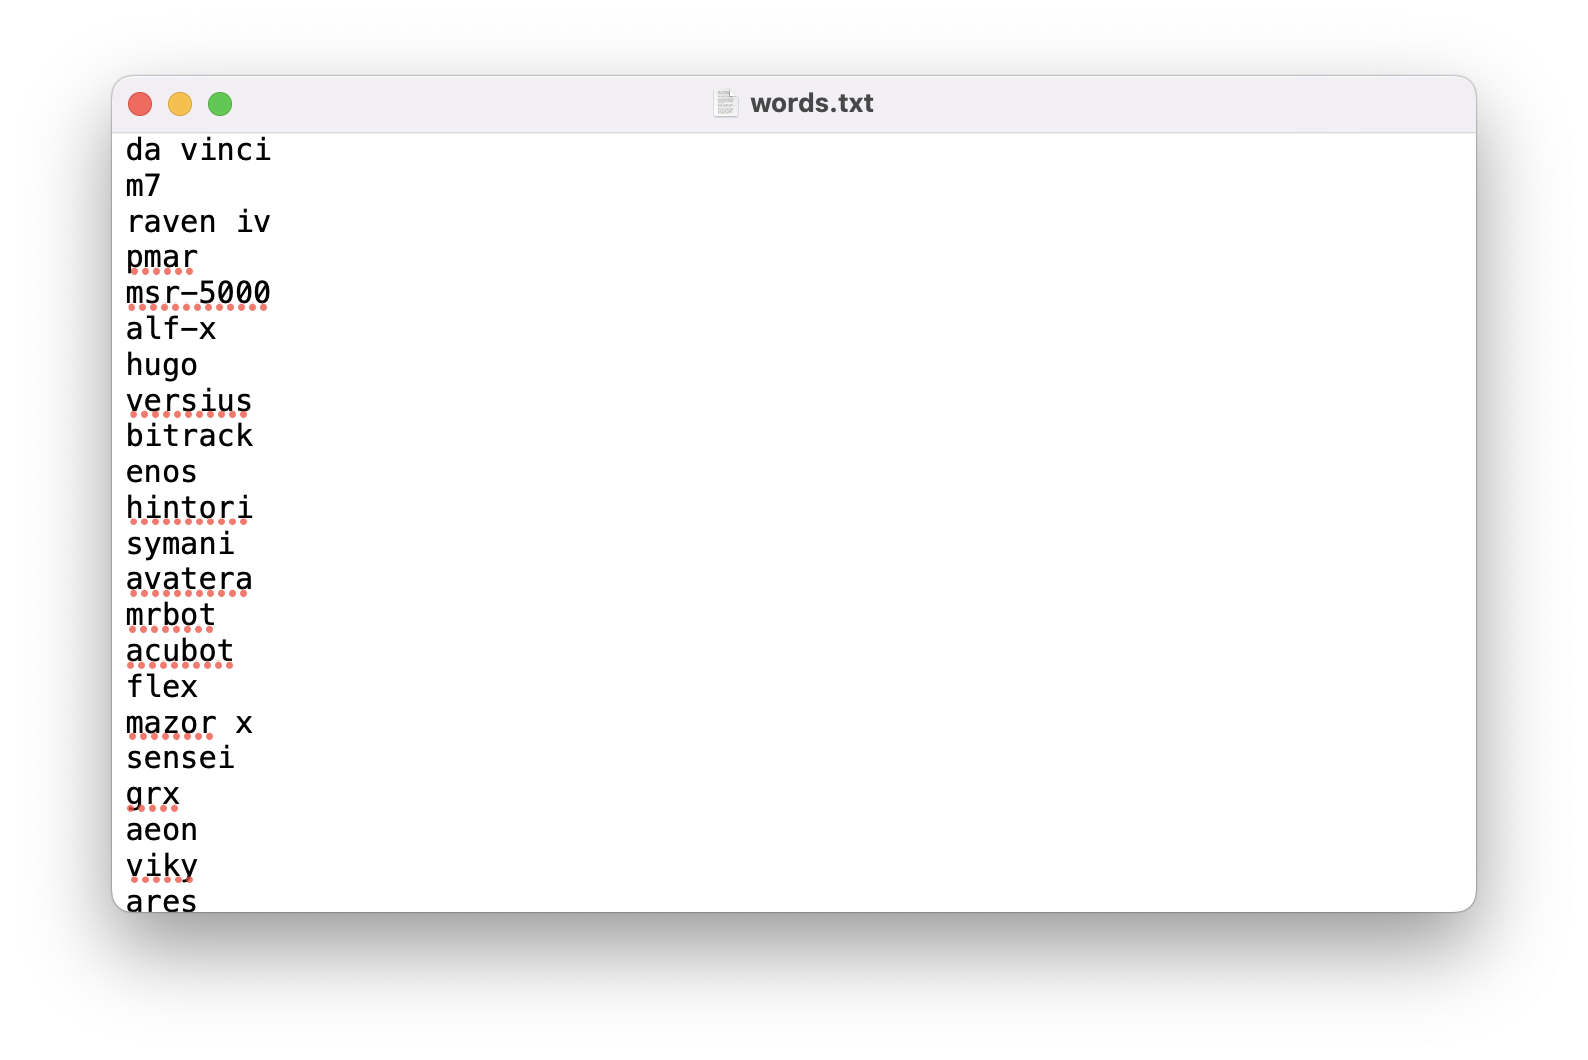 words.txt
da vinci
m7
raven iv
pmar
msr-5000
alf-x
hugo
versius
bitrack
enos
hintori
symani
avatera
mrbot
acubot
flex
mazor x
sensei
grx
aeon
viky
ares